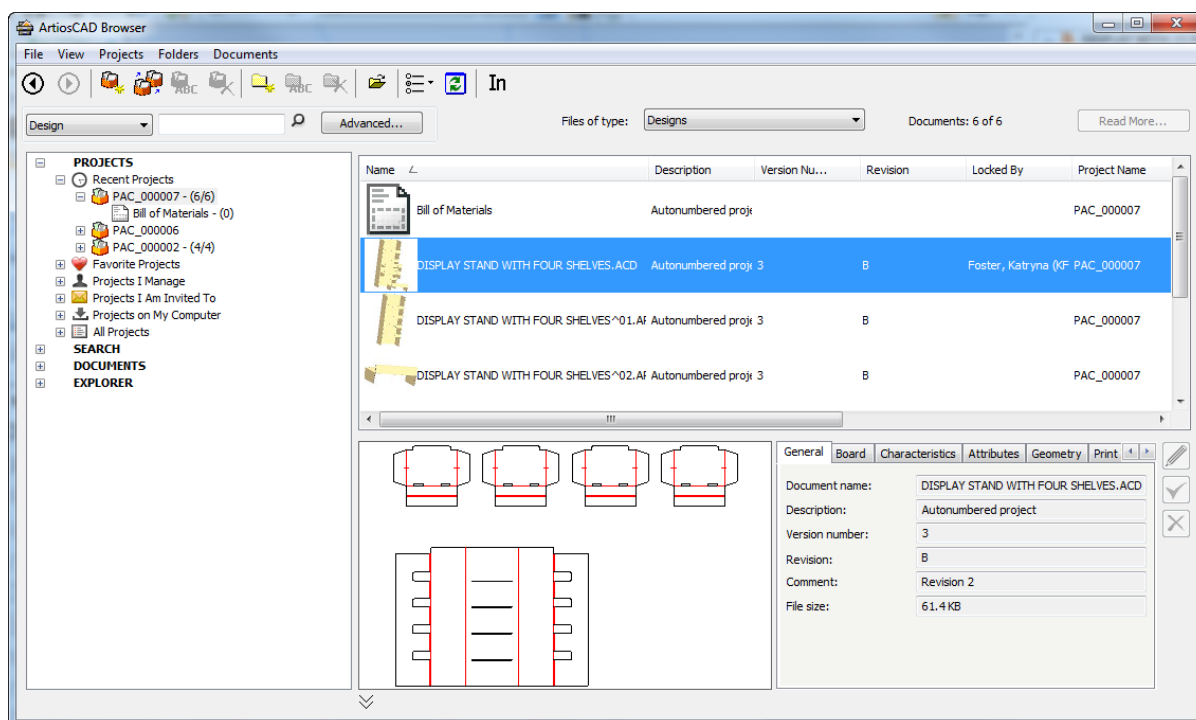 ArtiosCAD Browser
File View Projects Folders Documents
ABC ABC In
Design Advanced... Files of type: Designs Documents: 6 of 6 Read More...
PROJECTS
Recent Projects
PAC_000007 - (6/6)
Bill of Materials - (0)
PAC_000006
PAC_000002 - (4/4)
Favorite Projects
Projects I Manage
Projects I Am Invited To
Projects on My Computer
All Projects
SEARCH
DOCUMENTS
EXPLORER
Name Description Version Nu... Revision Locked By Project Name
Bill of Materials Autonumbered proje PAC_000007
DISPLAY STAND WITH FOUR SHELVES.ACD Autonumbered proje 3 B Foster, Katryna (KF PAC_000007
DISPLAY STAND WITH FOUR SHELVES^01.AF Autonumbered proje 3 B PAC_000007
DISPLAY STAND WITH FOUR SHELVES^02.AF Autonumbered proje 3 B PAC_000007
General Board Characteristics Attributes Geometry Print
Document name: DISPLAY STAND WITH FOUR SHELVES.ACD
Description: Autonumbered project
Version number: 3
Revision: B
Comment: Revision 2
File size: 61.4 KB